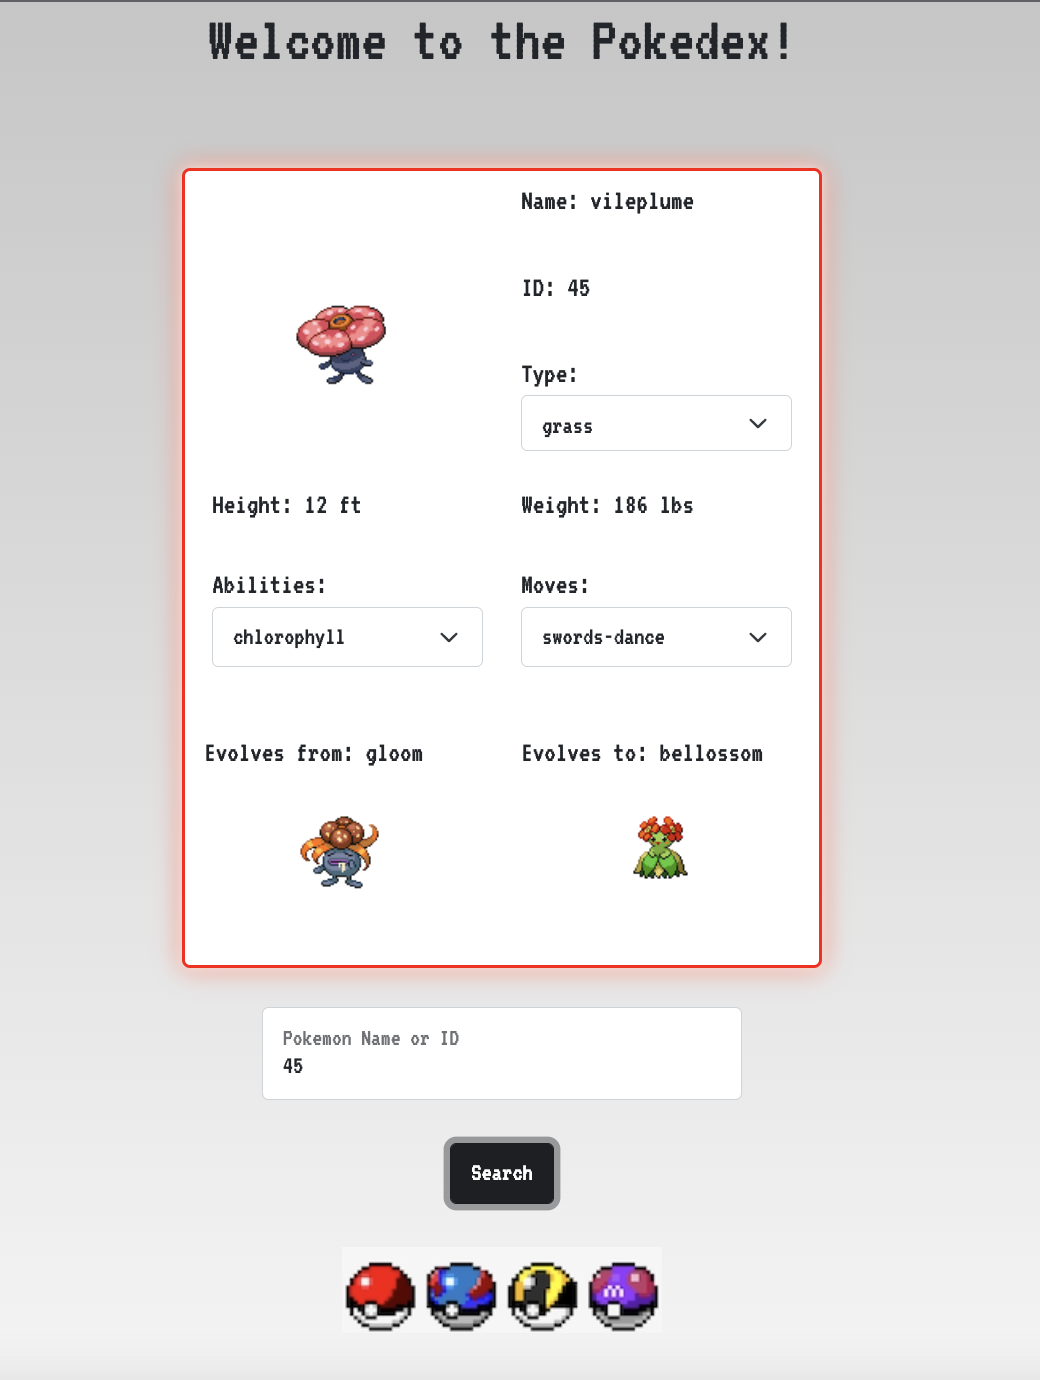 Welcome to the Pokedex!
Name: vileplume
ID: 45
Type:
grass
Height: 12 ft
Weight: 186 lbs
Abilities:
chlorophyll
Moves:
swords-dance
Evolves from: gloom
Evolves to: bellossom
Pokemon Name or ID
45
Search